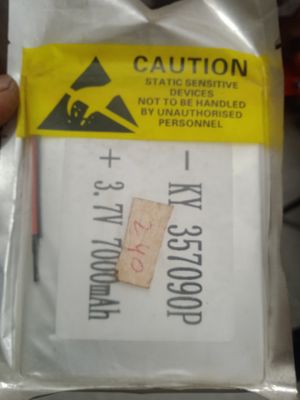 CAUTION
STATIC SENSITIVE
DEVICES
NOT TO BE HANDLED
BY UNAUTHORISED
PERSONNEL
- KY 357090P
+ 3.7V 7000mAh
240